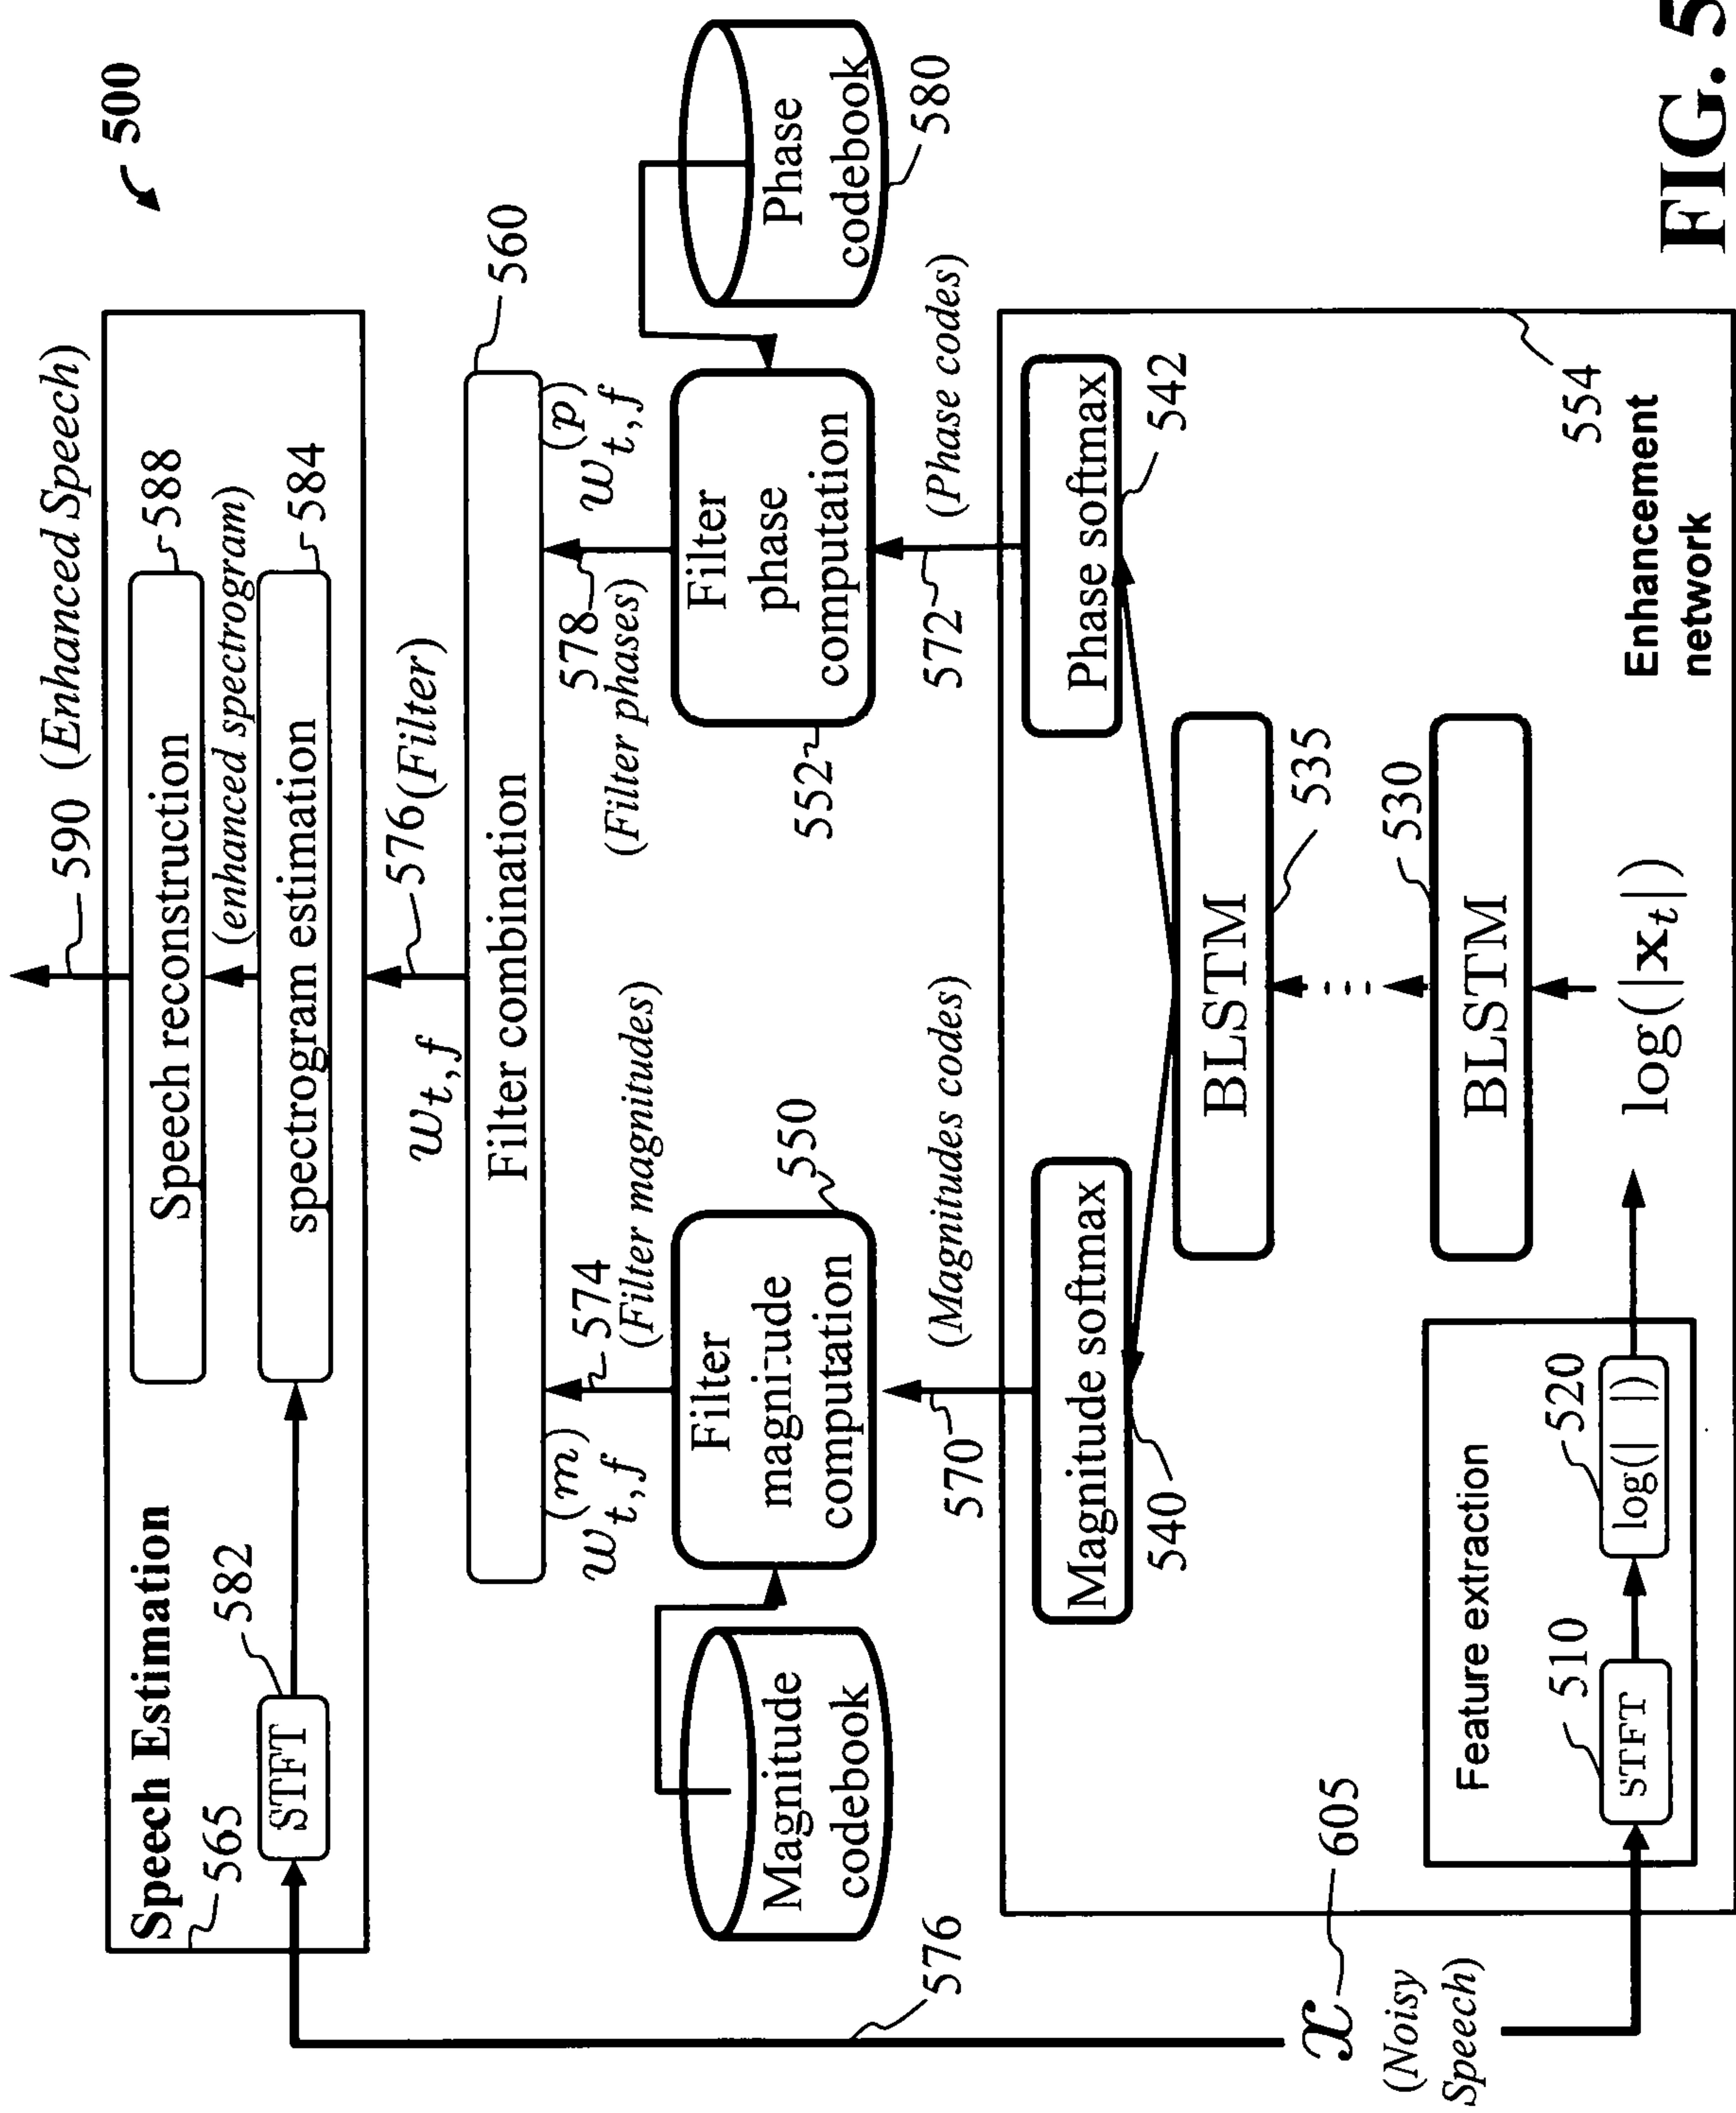 500
590 (Enhanced Speech)
Speech Estimation
565
Speech reconstruction
588
(enhanced spectrogram)
582
STFT
spectrogram estimation
584
w_{t,f}
576 (Filter)
Filter combination
560
w_{t,f}^{(m)}
574
(Filter magnitudes)
578
(Filter phases)
w_{t,f}^{(p)}
Magnitude
codebook
Filter
magnitude
computation
550
Filter
phase
computation
552
Phase
codebook
580
576
570
(Magnitudes codes)
572
(Phase codes)
Magnitude softmax
540
Phase softmax
542
BLSTM
535
BLSTM
530
x
605
(Noisy
Speech)
Feature extraction
STFT
510
log(| |)
520
log(|x_t|)
Enhancement
network
554
FIG. 5